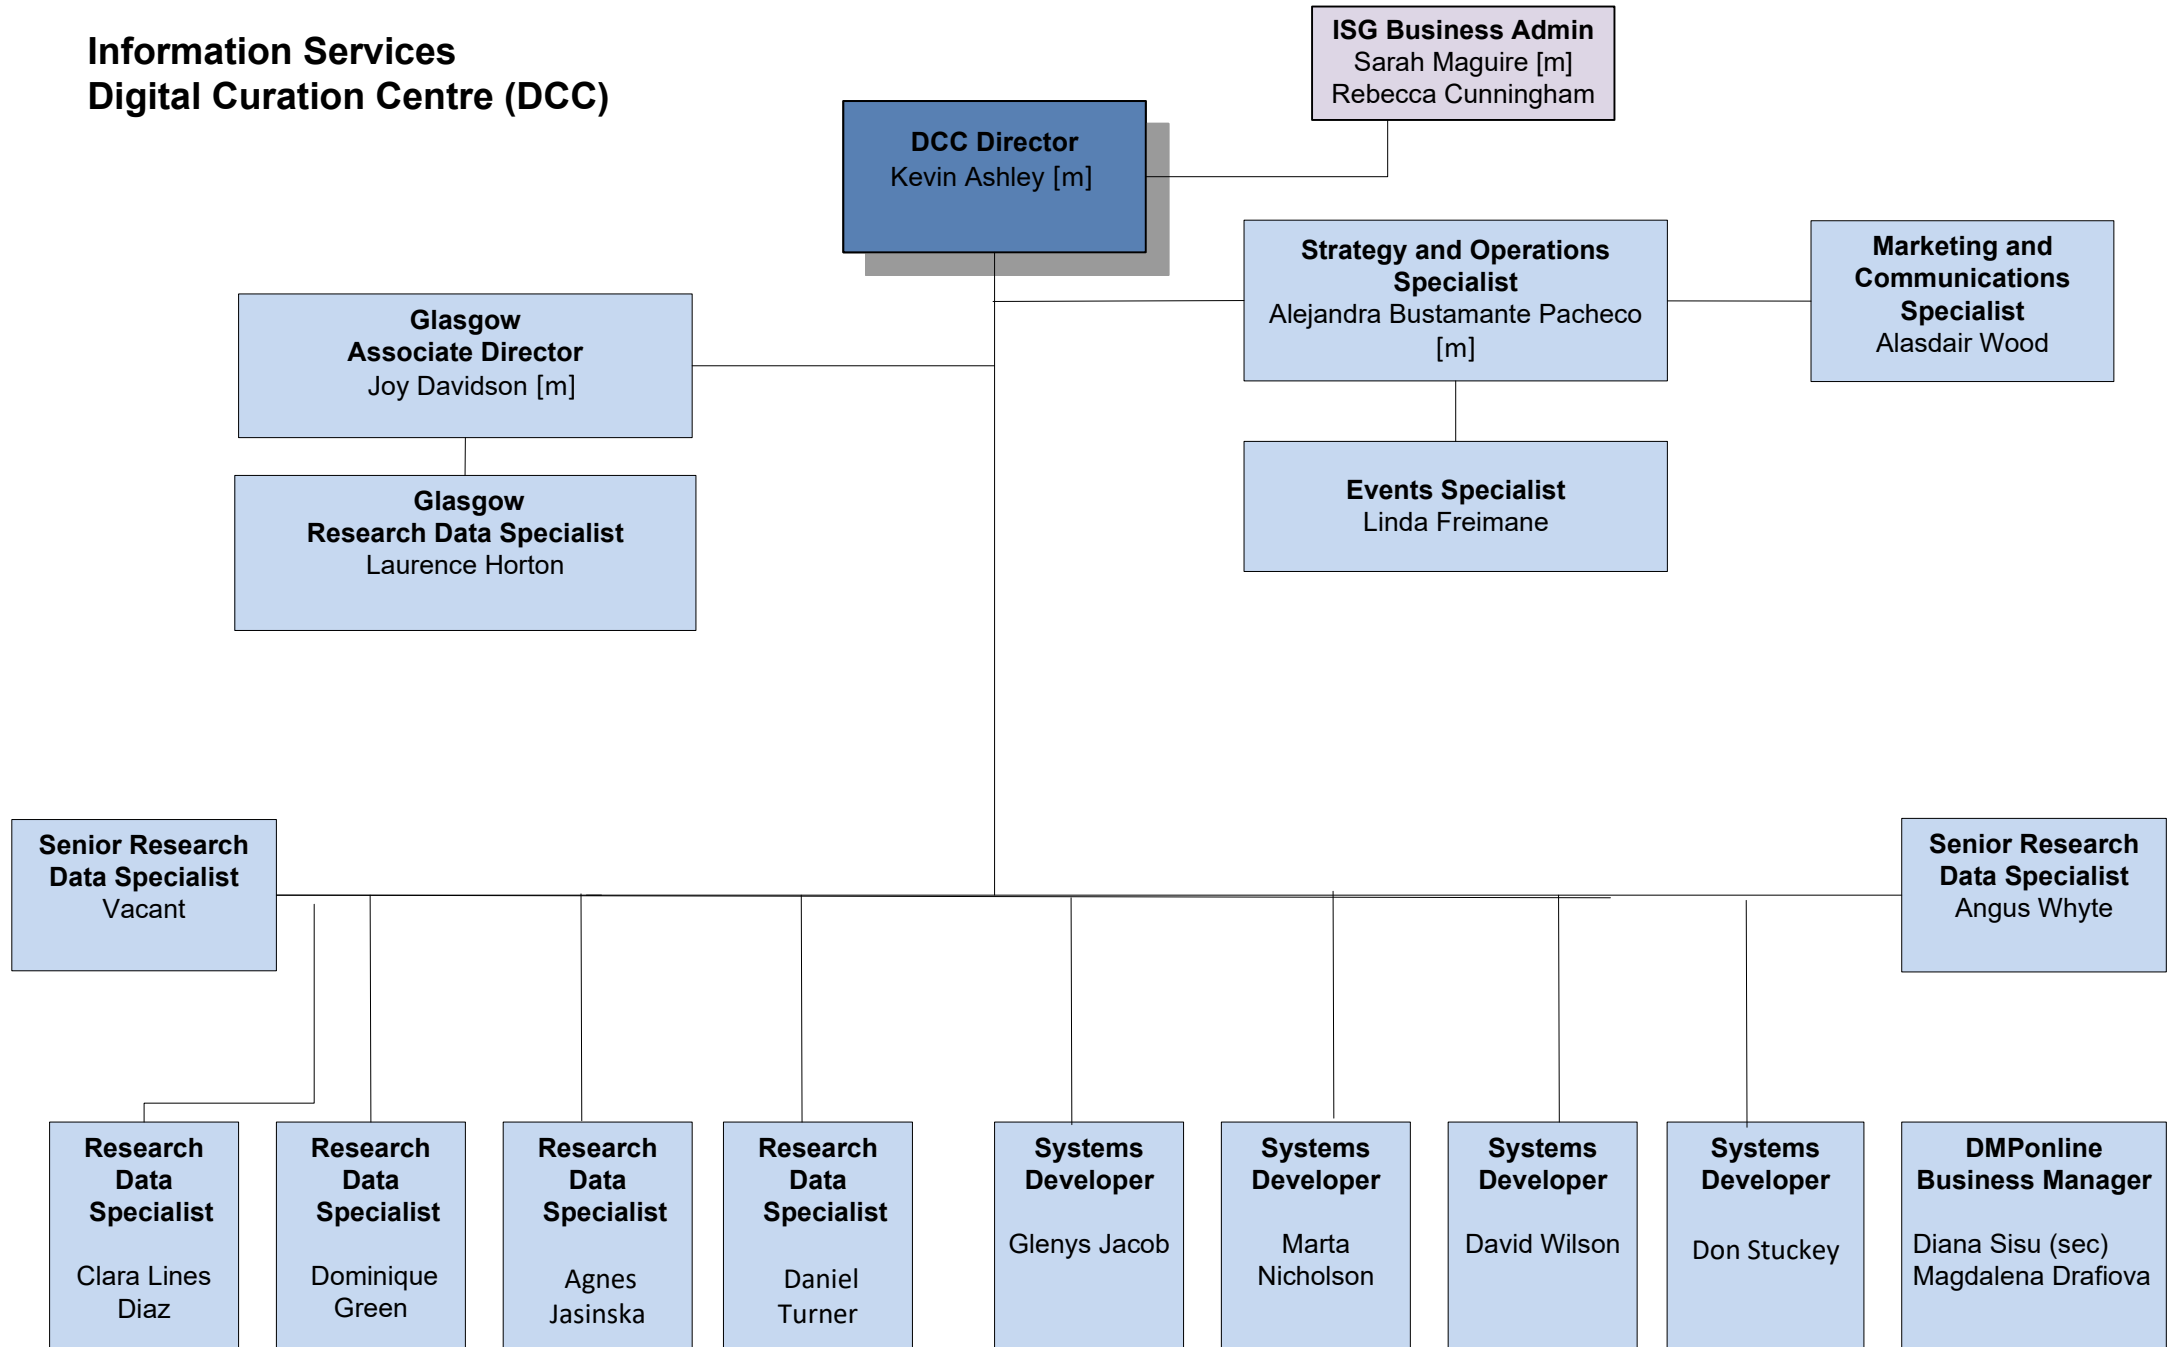 Information Services
Digital Curation Centre (DCC)
ISG Business Admin
Sarah Maguire [m]
Rebecca Cunningham
DCC Director
Kevin Ashley [m]
Strategy and Operations
Specialist
Alejandra Bustamante Pacheco
[m]
Marketing and
Communications
Specialist
Alasdair Wood
Glasgow
Associate Director
Joy Davidson [m]
Events Specialist
Linda Freimane
Glasgow
Research Data Specialist
Laurence Horton
Senior Research
Data Specialist
Vacant
Senior Research
Data Specialist
Angus Whyte
Research
Data
Specialist
Clara Lines
Diaz
Research
Data
Specialist
Dominique
Green
Research
Data
Specialist
Agnes
Jasinska
Research
Data
Specialist
Daniel
Turner
Systems
Developer
Glenys Jacob
Systems
Developer
Marta
Nicholson
Systems
Developer
David Wilson
Systems
Developer
Don Stuckey
DMPonline
Business Manager
Diana Sisu (sec)
Magdalena Drafiova